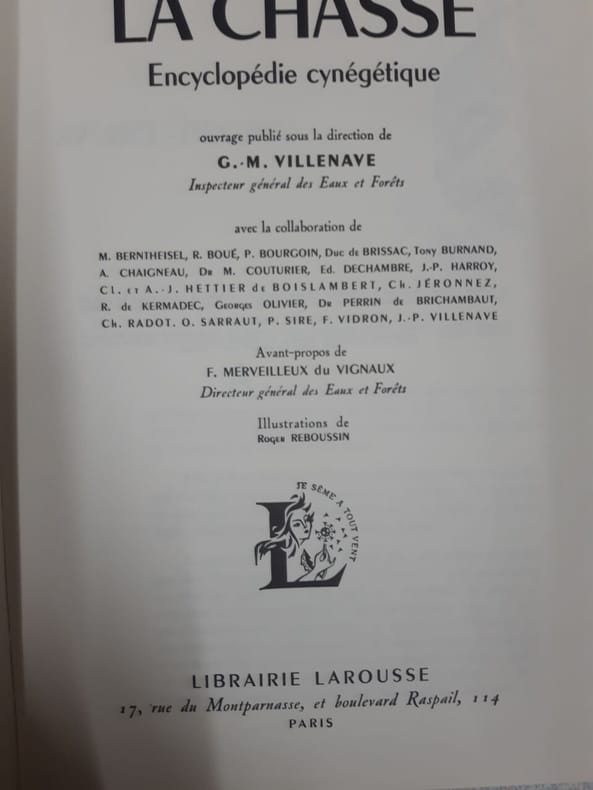 LA CHASSE
Encyclopédie cynégétique
ouvrage publié sous la direction de
G.-M. VILLENAVE
Inspecteur général des Eaux et Forêts
avec la collaboration de
M. BERNTHEISEL, R. BOUÉ, P. BOURGOIN, Duc de BRISSAC, Tony BURNAND,
A. CHAIGNEAU, Dr M. COUTURIER, Ed. DECHAMBRE, J.-P. HARROY,
Cl. et A.-J. HETTIER de BOISLAMBERT, Ch. JÉRONNEZ,
R. de KERMADEC, Georges OLIVIER, Dr PERRIN de BRICHAMBAUT,
Ch. RADOT. O. SARRAUT, P. SIRE, F. VIDRON, J.-P. VILLENAVE
Avant-propos de
F. MERVEILLEUX du VIGNAUX
Directeur général des Eaux et Forêts
Illustrations de
Roger REBOUSSIN
JE SÈME A TOUT VENT
L
LIBRAIRIE LAROUSSE
17, rue du Montparnasse, et boulevard Raspail, 114
PARIS